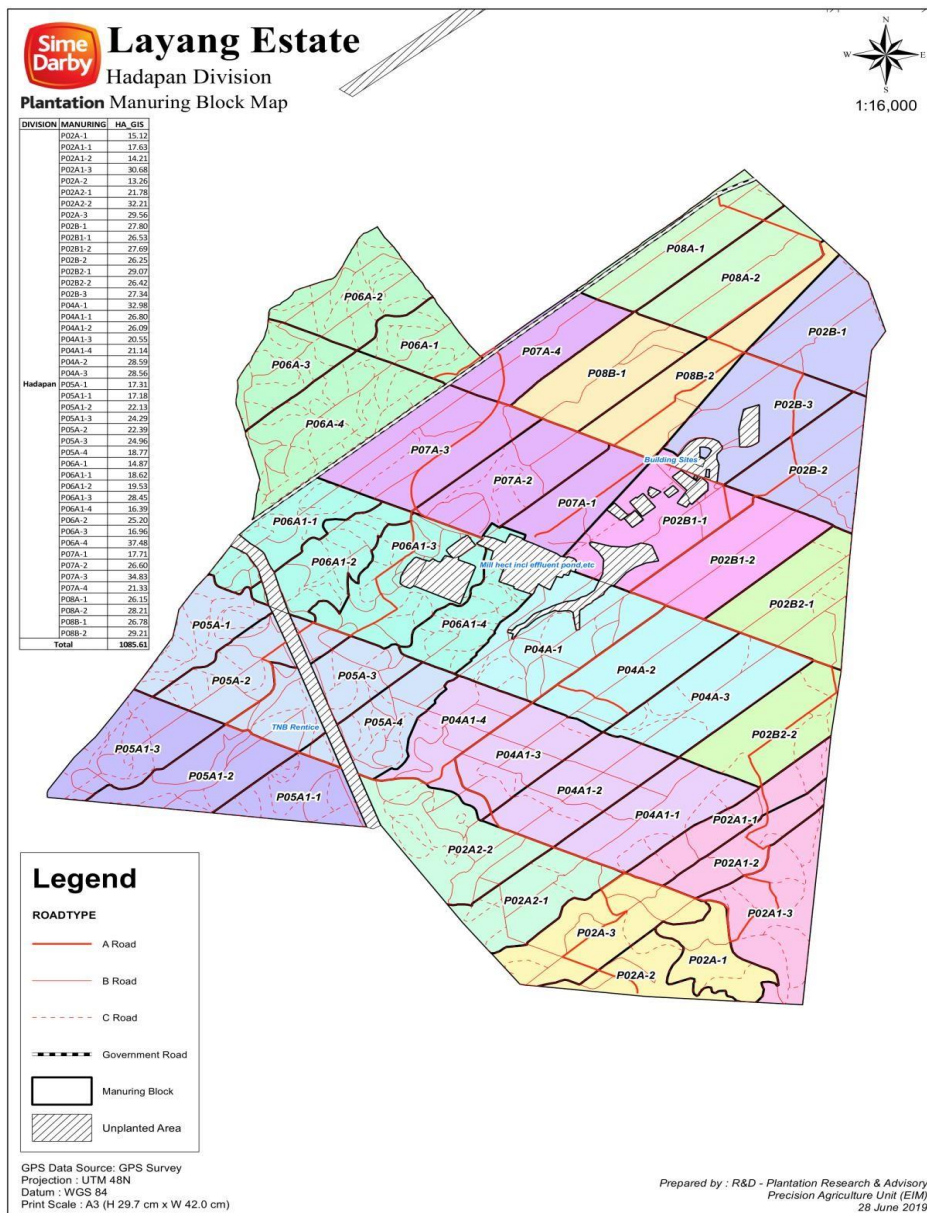 Sime
Darby
Plantation
Layang Estate
Hadapan Division
Manuring Block Map
N
W
E
S
1:16,000
DIVISION MANURING HA_GIS
P02A-1 15.12
P02A1-1 17.63
P02A1-2 14.21
P02A1-3 30.68
P02A-2 13.26
P02A2-1 21.78
P02A2-2 32.21
P02A-3 29.56
P02B-1 27.80
P02B1-1 26.53
P02B1-2 27.69
P02B-2 26.25
P02B2-1 29.07
P02B2-2 26.42
P02B-3 27.34
P04A-1 32.98
P04A1-1 26.80
P04A1-2 26.09
P04A1-3 20.55
P04A1-4 21.14
P04A-2 28.59
P04A-3 28.56
Hadapan P05A-1 17.31
P05A1-1 17.18
P05A1-2 22.13
P05A1-3 24.29
P05A-2 22.39
P05A-3 24.96
P05A-4 18.77
P06A-1 14.87
P06A1-1 18.62
P06A1-2 19.53
P06A1-3 28.45
P06A1-4 16.39
P06A-2 25.20
P06A-3 16.96
P06A-4 37.48
P07A-1 17.71
P07A-2 26.60
P07A-3 34.83
P07A-4 21.33
P08A-1 26.15
P08A-2 28.21
P08B-1 26.78
P08B-2 29.21
Total 1085.61
P08A-1
P08A-2
P06A-2
P06A-1
P06A-3
P06A-4
P07A-4
P02B-1
P08B-1
P08B-2
P02B-3
P07A-3
P07A-2
P07A-1
Building Sites
P02B-2
P06A1-1
P06A1-2
P06A1-3
P02B1-1
Mill hect incl effluent pond,etc
P02B1-2
P02B2-1
P06A1-4
P05A-1
P04A-1
P04A-2
P05A-2
P05A-3
P04A-3
P05A-4
P04A1-4
TNB Rentice
P02B2-2
P05A1-3
P04A1-3
P05A1-2
P05A1-1
P04A1-2
P04A1-1
P02A1-1
P02A2-2
P02A1-2
P02A2-1
P02A1-3
P02A-3
P02A-1
P02A-2
Legend
ROADTYPE
A Road
B Road
C Road
Government Road
Manuring Block
Unplanted Area
GPS Data Source: GPS Survey
Projection : UTM 48N
Datum : WGS 84
Print Scale : A3 (H 29.7 cm x W 42.0 cm)
Prepared by : R&D - Plantation Research & Advisory
Precision Agriculture Unit (EIM)
28 June 2019